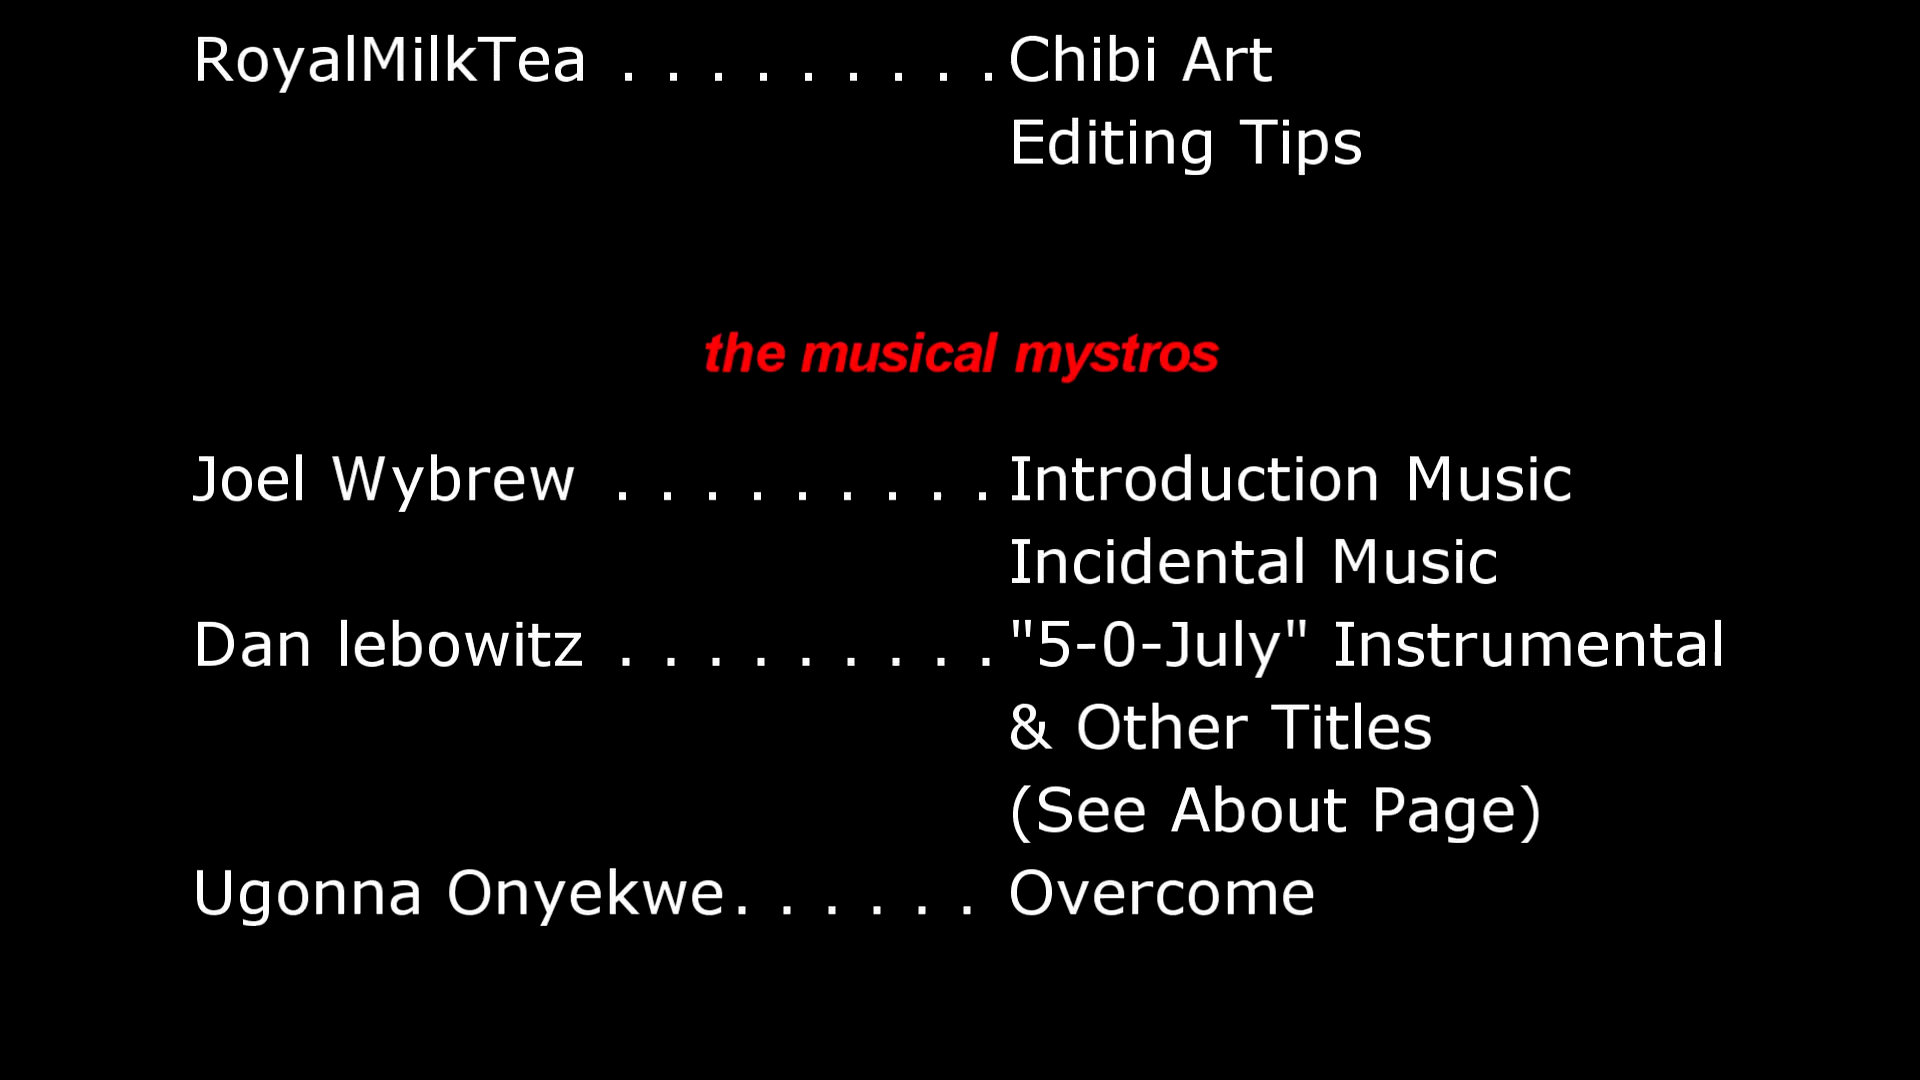 RoyalMilkTea . . . . . . . . . Chibi Art
Editing Tips
the musical mystros
Joel Wybrew . . . . . . . . . Introduction Music
Incidental Music
Dan lebowitz . . . . . . . . . "5-0-July" Instrumental
& Other Titles
(See About Page)
Ugonna Onyekwe. . . . . . Overcome